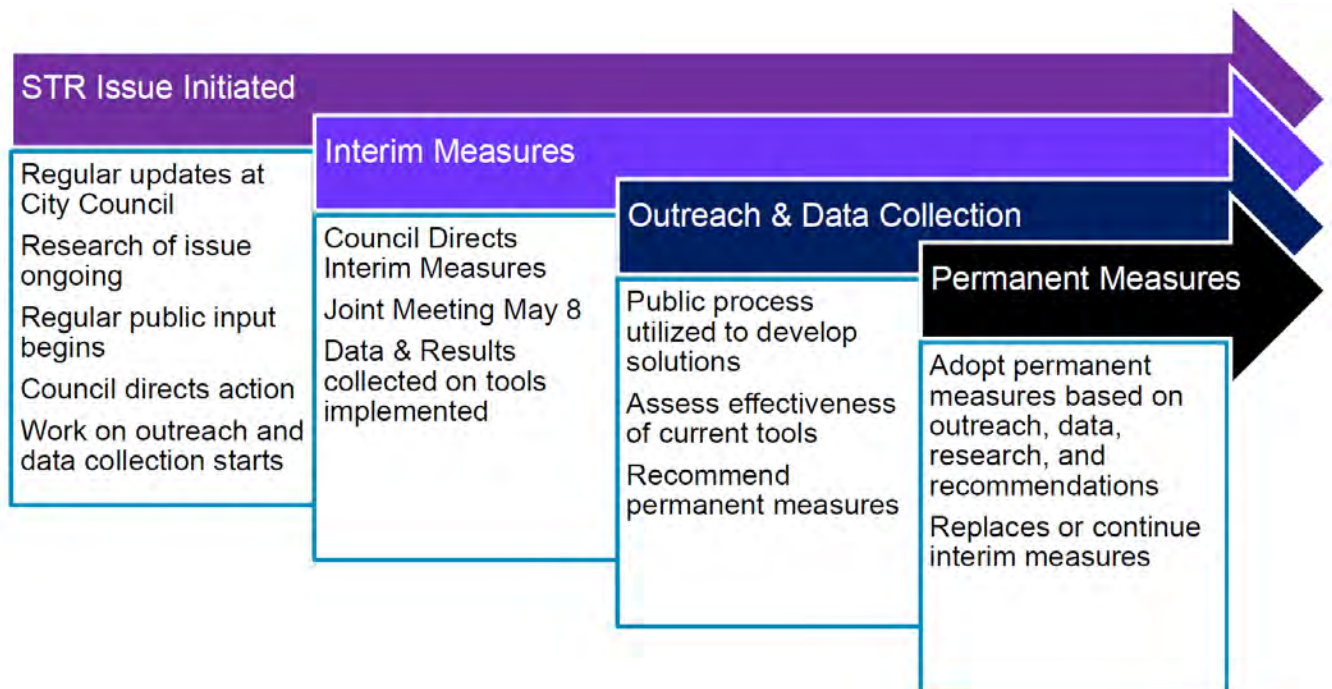 STR Issue Initiated
Regular updates at
City Council
Research of issue
ongoing
Regular public input
begins
Council directs action
Work on outreach and
data collection starts
Interim Measures
Council Directs
Interim Measures
Joint Meeting May 8
Data & Results
collected on tools
implemented
Outreach & Data Collection
Public process
utilized to develop
solutions
Assess effectiveness
of current tools
Recommend
permanent measures
Permanent Measures
Adopt permanent
measures based on
outreach, data,
research, and
recommendations
Replaces or continue
interim measures